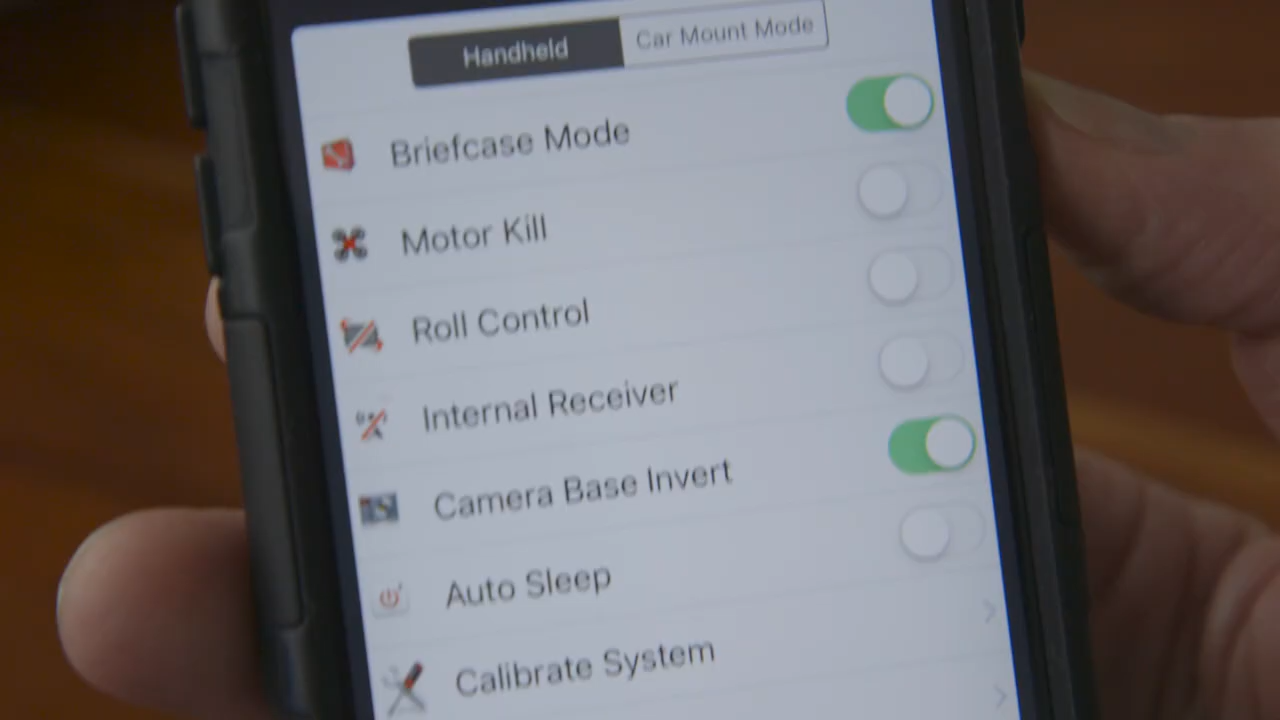 Handheld
Car Mount Mode
Briefcase Mode
Motor Kill
Roll Control
Internal Receiver
Camera Base Invert
Auto Sleep
Calibrate System